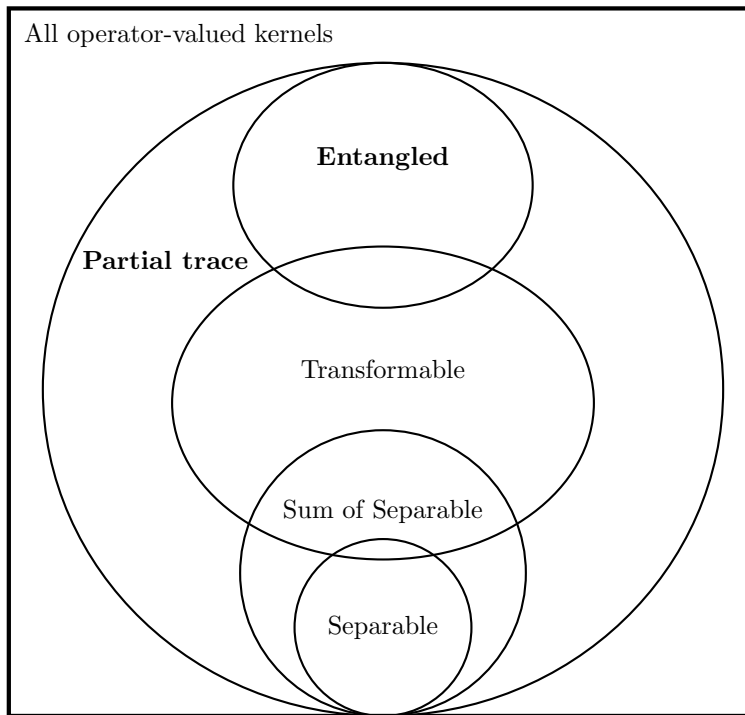 All operator-valued kernels
Entangled
Partial trace
Transformable
Sum of Separable
Separable